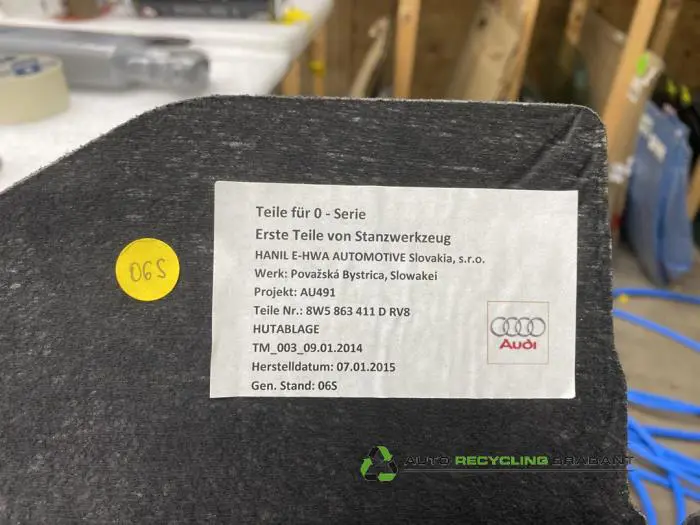 Teile für 0 - Serie
Erste Teile von Stanzwerkzeug
HANIL E-HWA AUTOMOTIVE Slovakia, s.r.o.
Werk: Považská Bystrica, Slowakei
Projekt: AU491
Teile Nr.: 8W5 863 411 D RV8
HUTABLAGE
TM_003_09.01.2014
Herstelldatum: 07.01.2015
Gen. Stand: 06S
Audi
06S
AUTO RECYCLING BRABANT